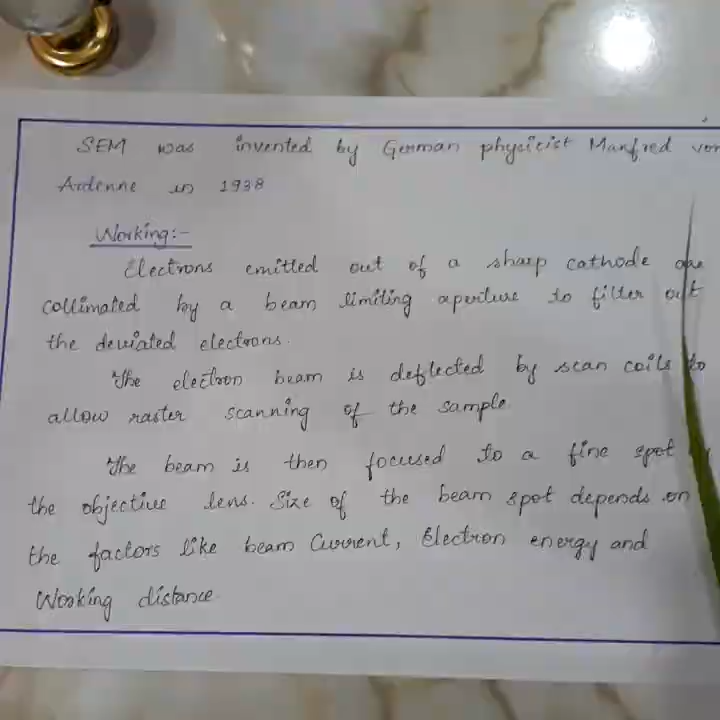 SEM was invented by German physicist Manfred von
Ardenne in 1938
Working:-
Electrons emitted out of a sharp cathode are
collimated by a beam limiting aperture to filter out
the deviated electrons.
The electron beam is deflected by scan coils to
allow raster scanning of the sample.
The beam is then focused to a fine spot
the objective lens. Size of the beam spot depends on
the factors like beam Current, Electron energy and
Working distance.